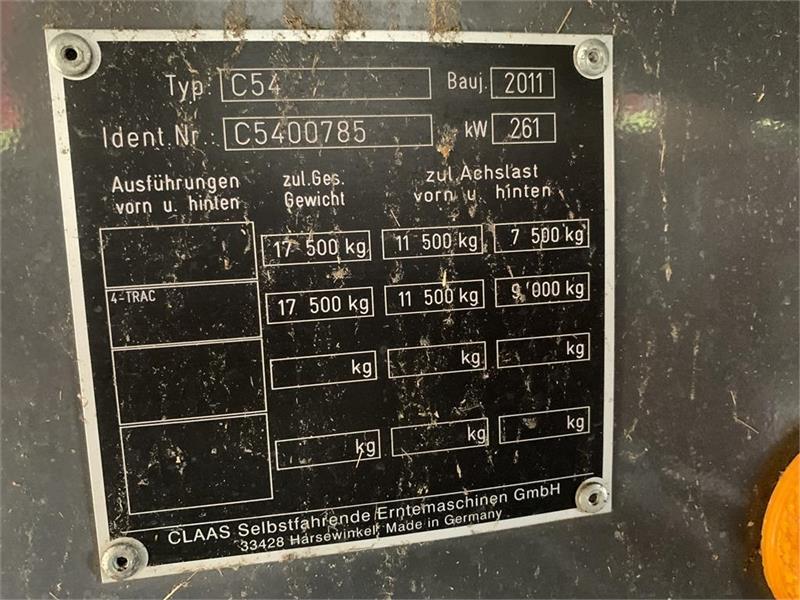 Typ: C54 Bauj. 2011
Ident. Nr.: C5400785 kW 261
Ausführungen zul.Ges. zul.Achslast
vorn u. hinten Gewicht vorn u. hinten
17 500 kg 11 500 kg 7 500 kg
4-TRAC 17 500 kg 11 500 kg 9 000 kg
kg kg kg
kg kg kg
CLAAS Selbstfahrende Erntemaschinen GmbH
33428 Harsewinkel, Made in Germany